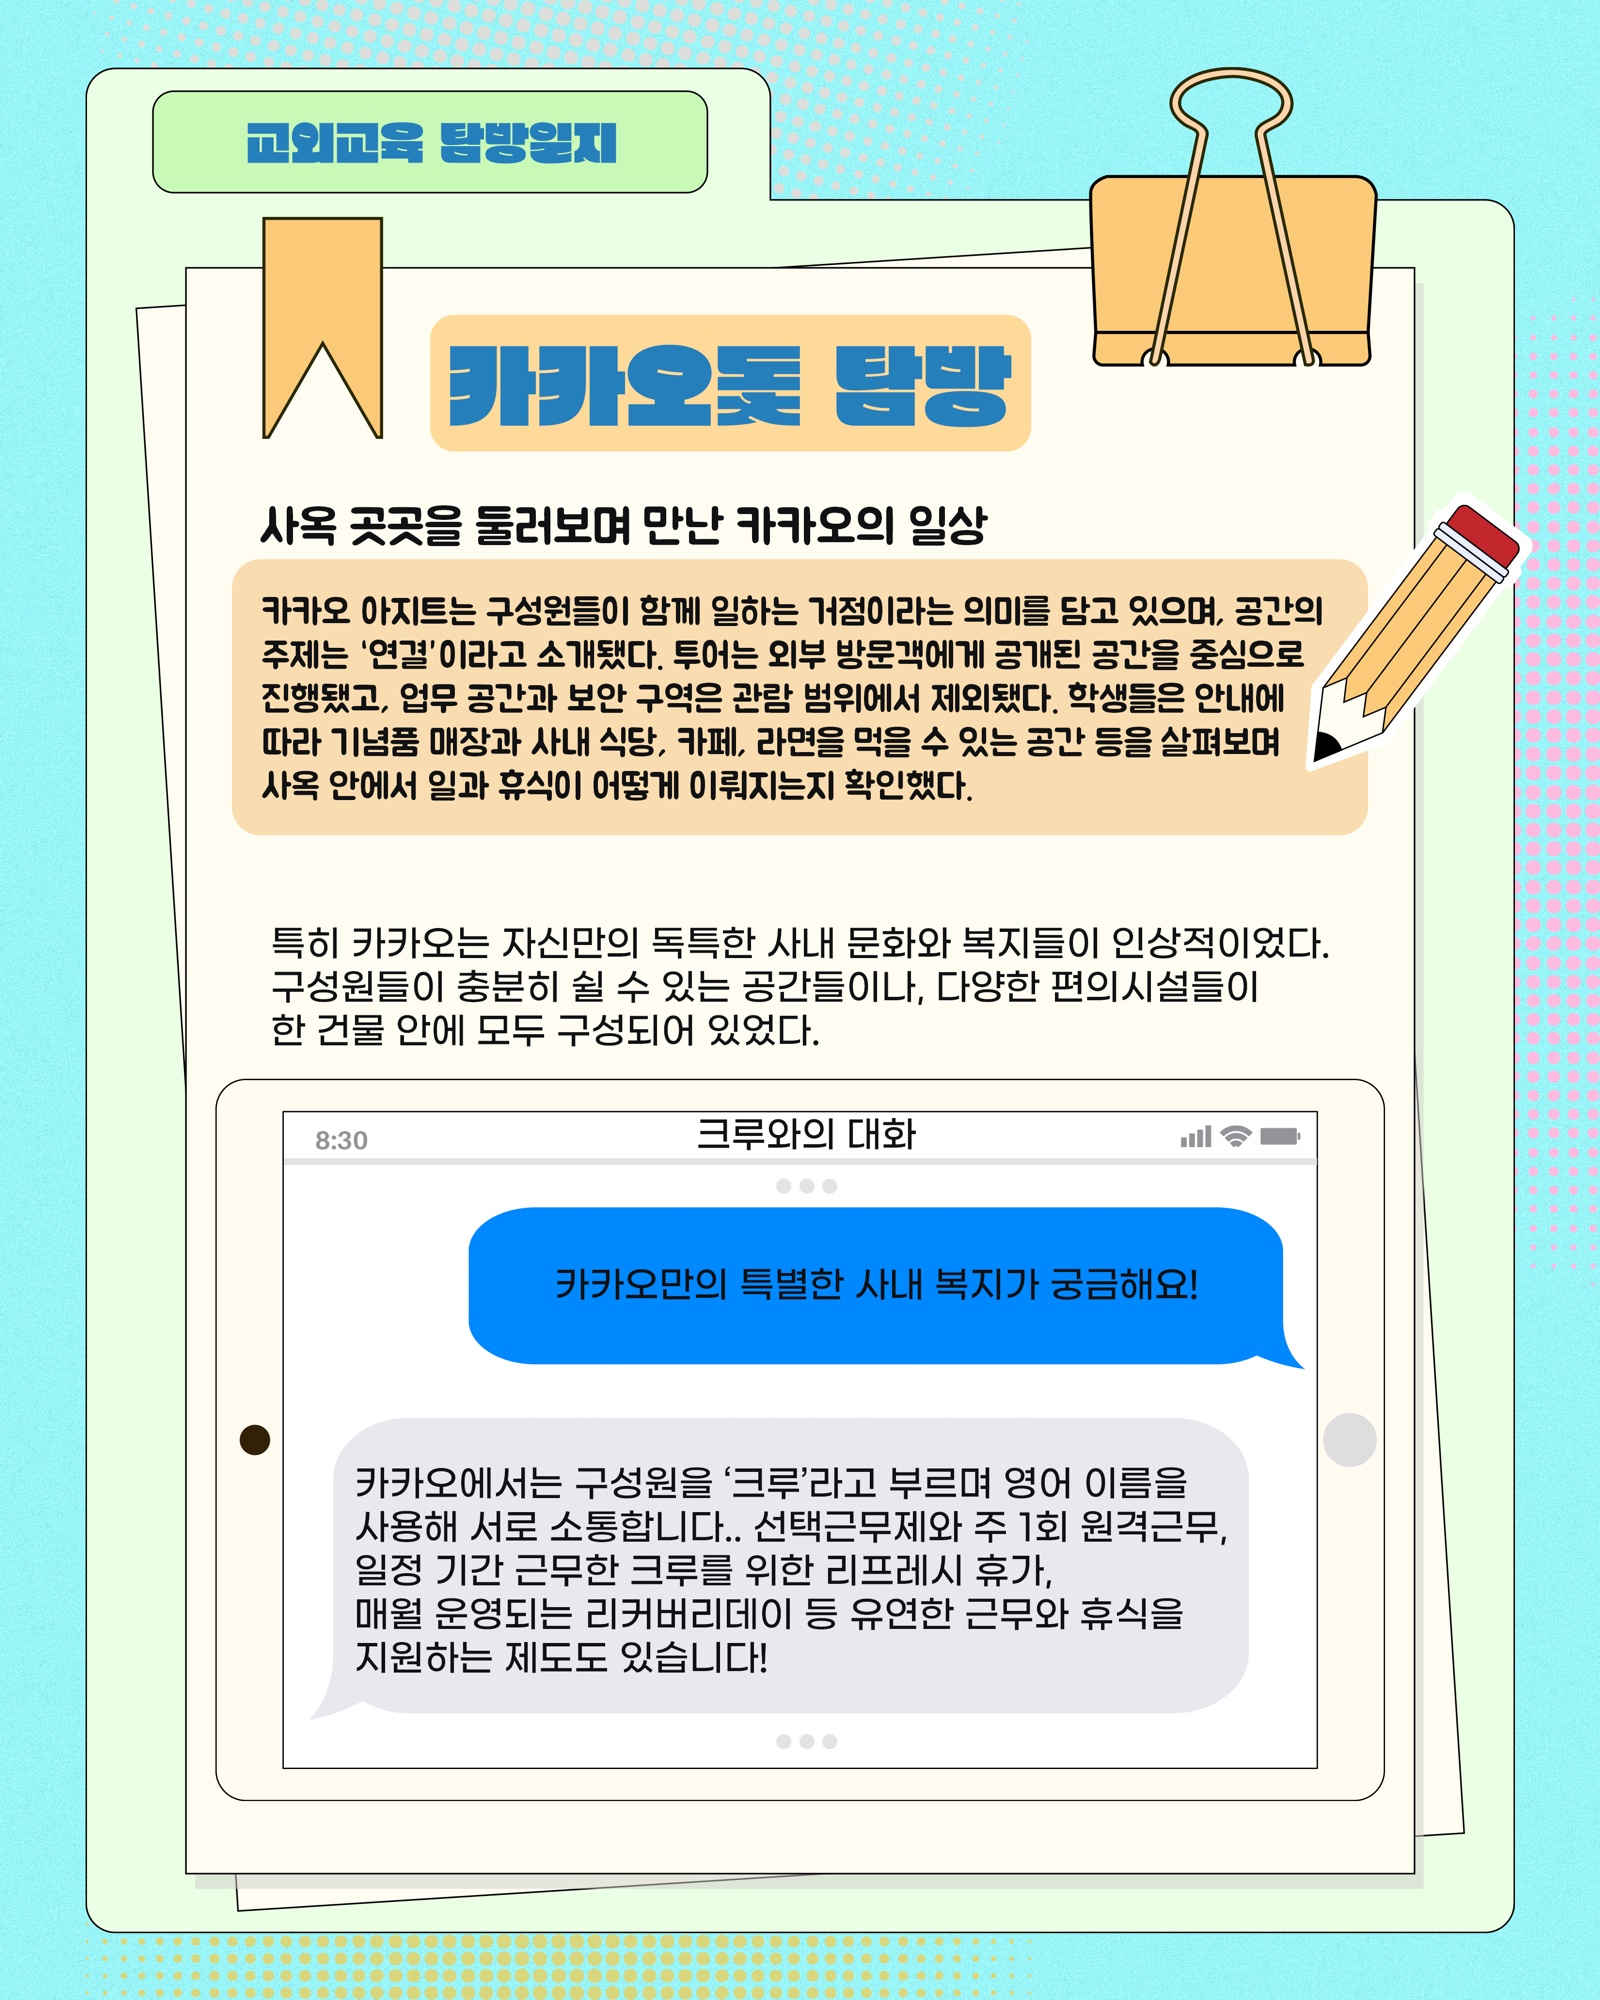 교외교육 탐방일지
카카오돛 탐방
사옥 곳곳을 둘러보며 만난 카카오의 일상
카카오 아지트는 구성원들이 함께 일하는 거점이라는 의미를 담고 있으며, 공간의
주제는 ‘연결’이라고 소개됐다. 투어는 외부 방문객에게 공개된 공간을 중심으로
진행됐고, 업무 공간과 보안 구역은 관람 범위에서 제외됐다. 학생들은 안내에
따라 기념품 매장과 사내 식당, 카페, 라면을 먹을 수 있는 공간 등을 살펴보며
사옥 안에서 일과 휴식이 어떻게 이뤄지는지 확인했다.
특히 카카오는 자신만의 독특한 사내 문화와 복지들이 인상적이었다.
구성원들이 충분히 쉴 수 있는 공간들이나, 다양한 편의시설들이
한 건물 안에 모두 구성되어 있었다.
8:30
크루와의 대화
카카오만의 특별한 사내 복지가 궁금해요!
카카오에서는 구성원을 ‘크루’라고 부르며 영어 이름을
사용해 서로 소통합니다.. 선택근무제와 주 1회 원격근무,
일정 기간 근무한 크루를 위한 리프레시 휴가,
매월 운영되는 리커버리데이 등 유연한 근무와 휴식을
지원하는 제도도 있습니다!